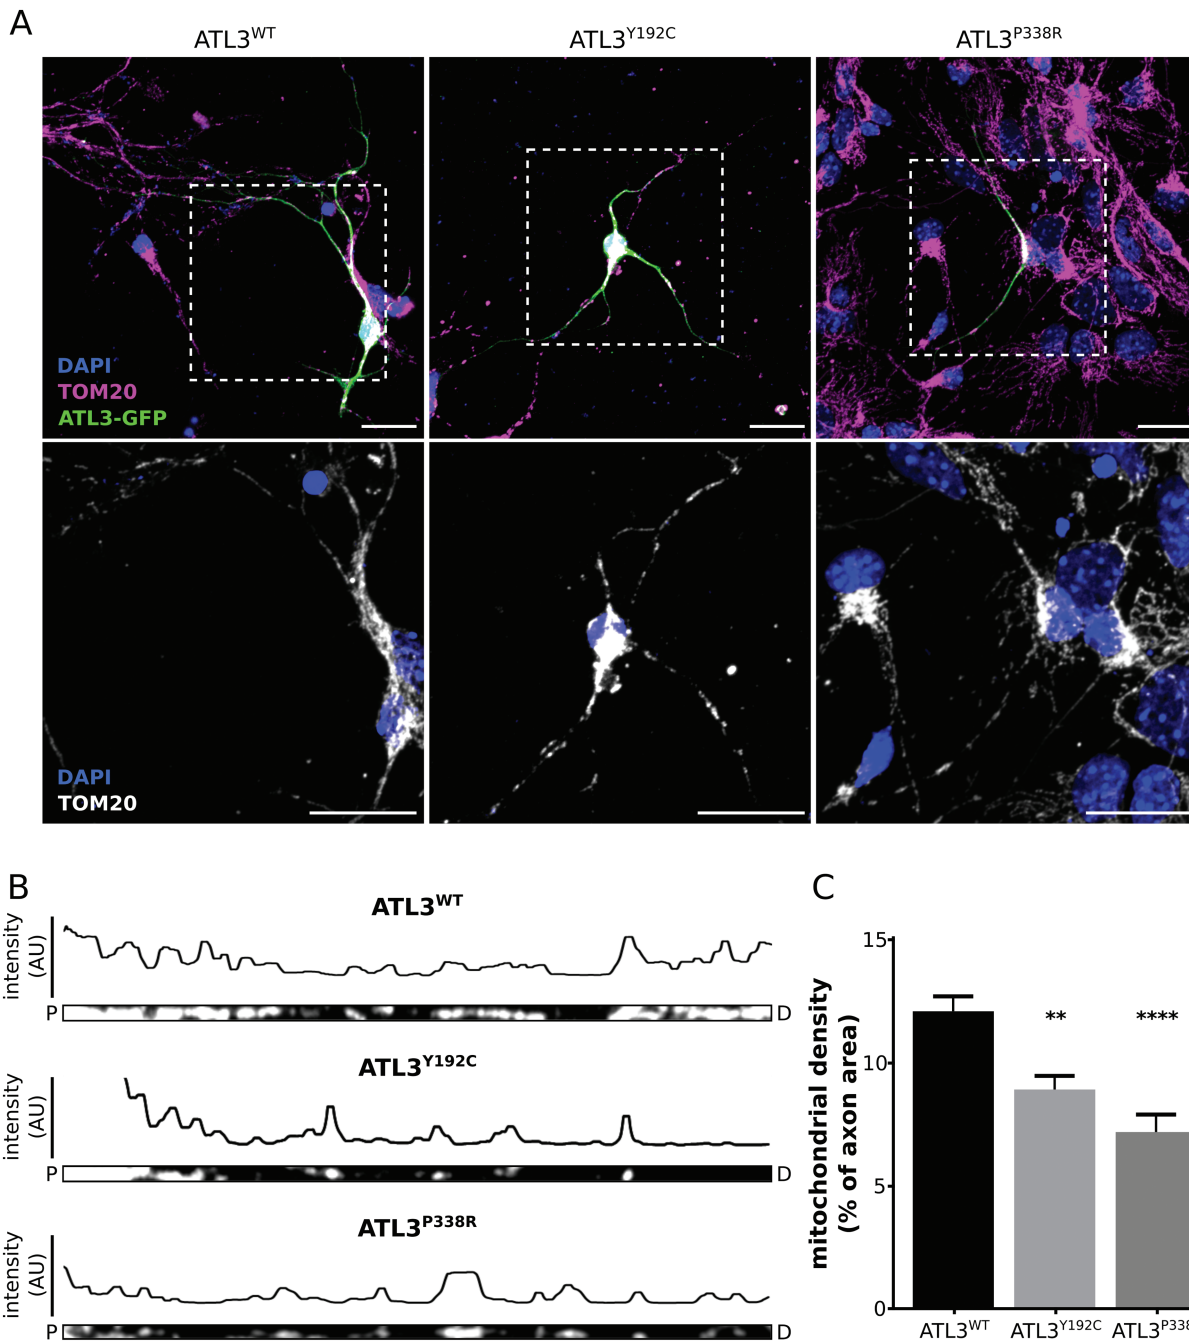 A
ATL3WT
ATL3Y192C
ATL3P338R
DAPI
TOM20
ATL3-GFP
DAPI
TOM20
B
ATL3WT
intensity
(AU)
P
D
ATL3Y192C
intensity
(AU)
P
D
ATL3P338R
intensity
(AU)
P
D
C
mitochondrial density
(% of axon area)
15
10
5
0
**
****
ATL3WT
ATL3Y192C
ATL3P338